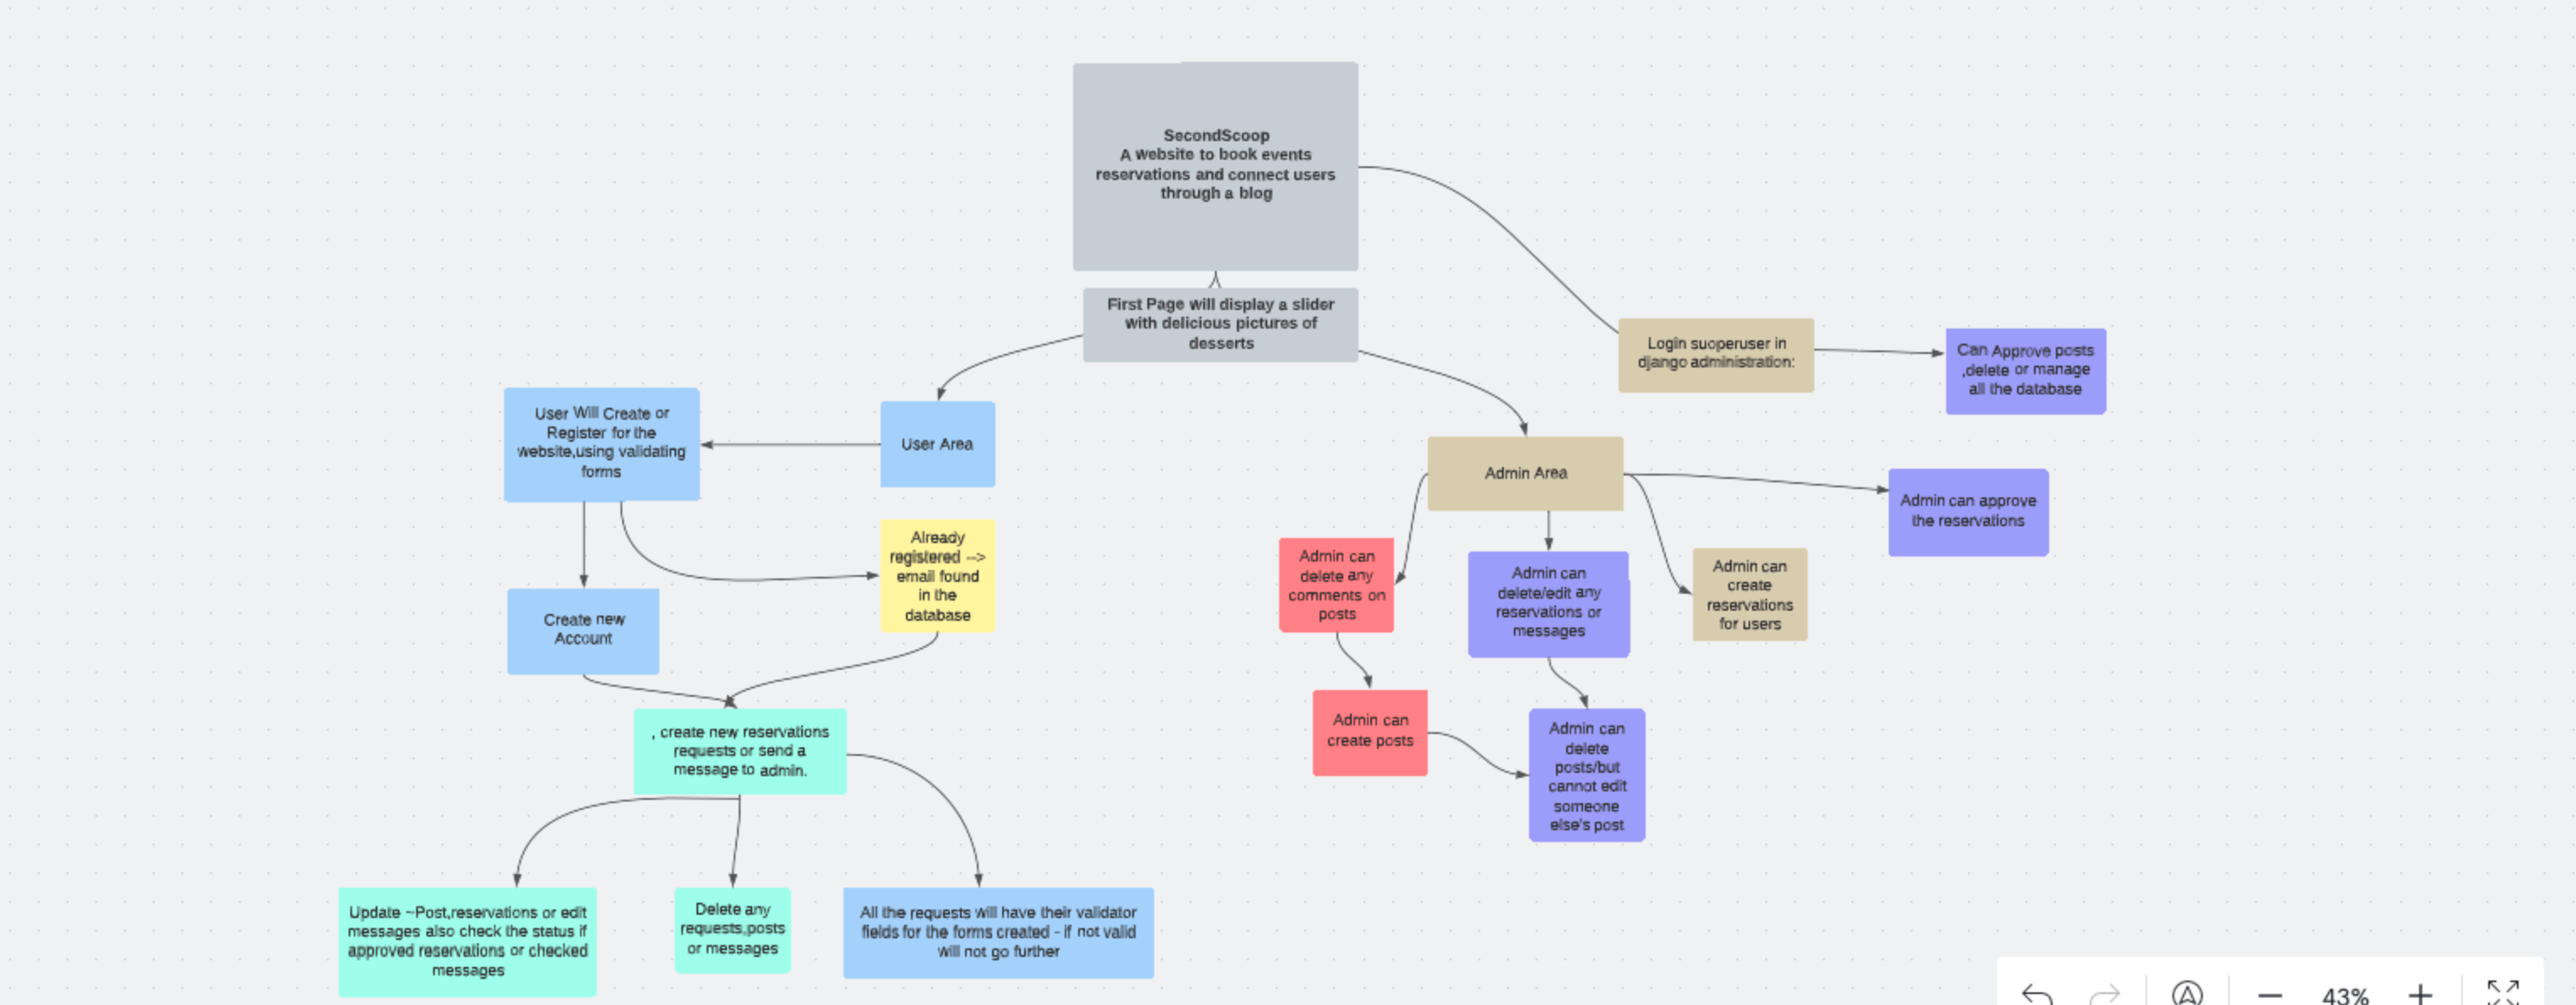 SecondScoop
A website to book events
reservations and connect users
through a blog
First Page will display a slider
with delicious pictures of
desserts
Login suoperuser in
django administration:
Can Approve posts
,delete or manage
all the database
User Will Create or
Register for the
website,using validating
forms
User Area
Admin Area
Admin can approve
the reservations
Already
registered -->
email found
in the
database
Admin can
delete any
comments on
posts
Admin can
delete/edit any
reservations or
messages
Admin can
create
reservations
for users
Create new
Account
Admin can
create posts
Admin can
delete
posts/but
cannot edit
someone
else's post
, create new reservations
requests or send a
message to admin.
Update ~Post,reservations or edit
messages also check the status if
approved reservations or checked
messages
Delete any
requests,posts
or messages
All the requests will have their validator
fields for the forms created - if not valid
will not go further
43%